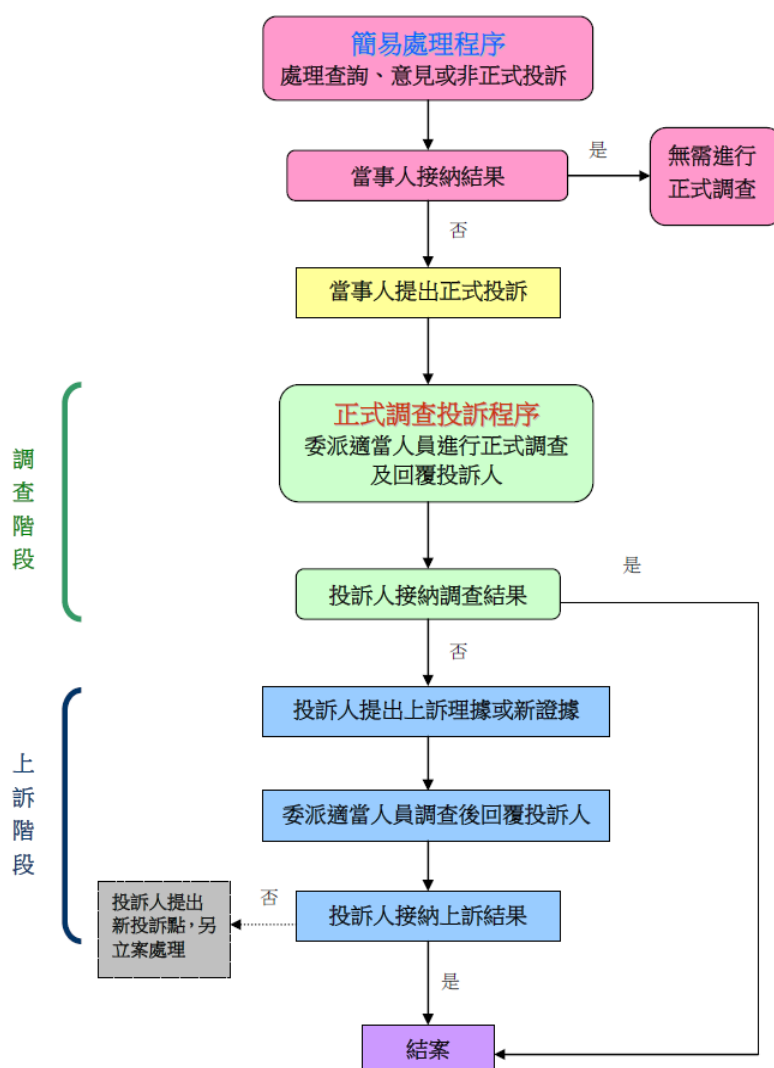 簡易處理程序
處理查詢、意見或非正式投訴
是
無需進行
正式調查
當事人接納結果
否
當事人提出正式投訴
調查階段
正式調查投訴程序
委派適當人員進行正式調查
及回覆投訴人
是
投訴人接納調查結果
否
上訴階段
投訴人提出上訴理據或新證據
委派適當人員調查後回覆投訴人
投訴人提出
新投訴點，另
立案處理
否
投訴人接納上訴結果
是
結案